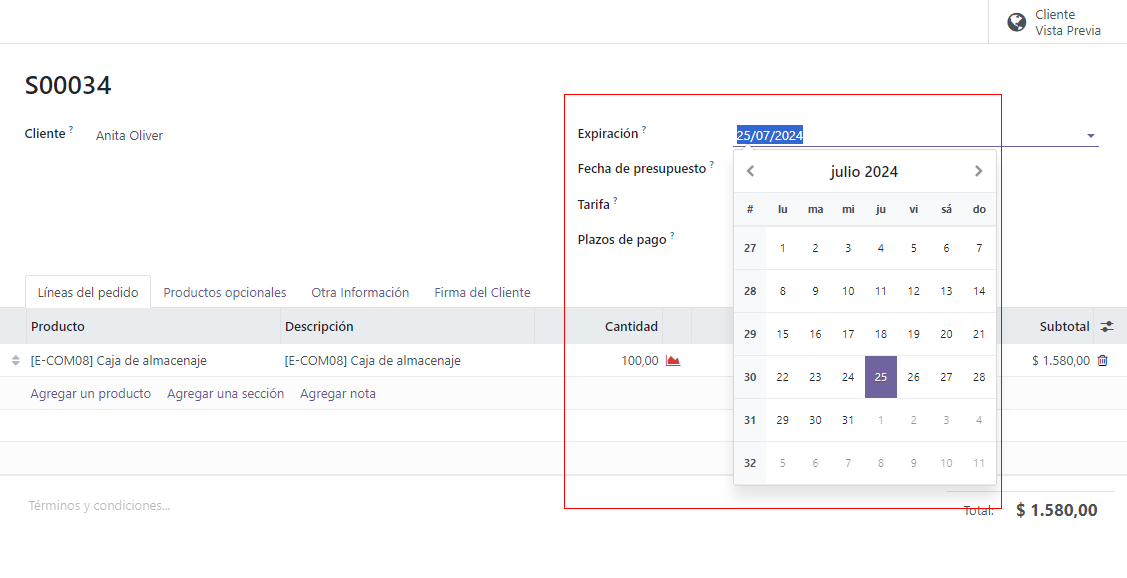 Cliente
Vista Previa
S00034
Cliente ?
Anita Oliver
Expiración ?
25/07/2024
Fecha de presupuesto ?
Tarifa ?
Plazos de pago ?
julio 2024
# lu ma mi ju vi sá do
27 1 2 3 4 5 6 7
28 8 9 10 11 12 13 14
29 15 16 17 18 19 20 21
30 22 23 24 25 26 27 28
31 29 30 31 1 2 3 4
32 5 6 7 8 9 10 11
Líneas del pedido Productos opcionales Otra Información Firma del Cliente
Producto Descripción Cantidad Subtotal
[E-COM08] Caja de almacenaje [E-COM08] Caja de almacenaje 100,00 $ 1.580,00
Agregar un producto Agregar una sección Agregar nota
Términos y condiciones...
Total: $ 1.580,00